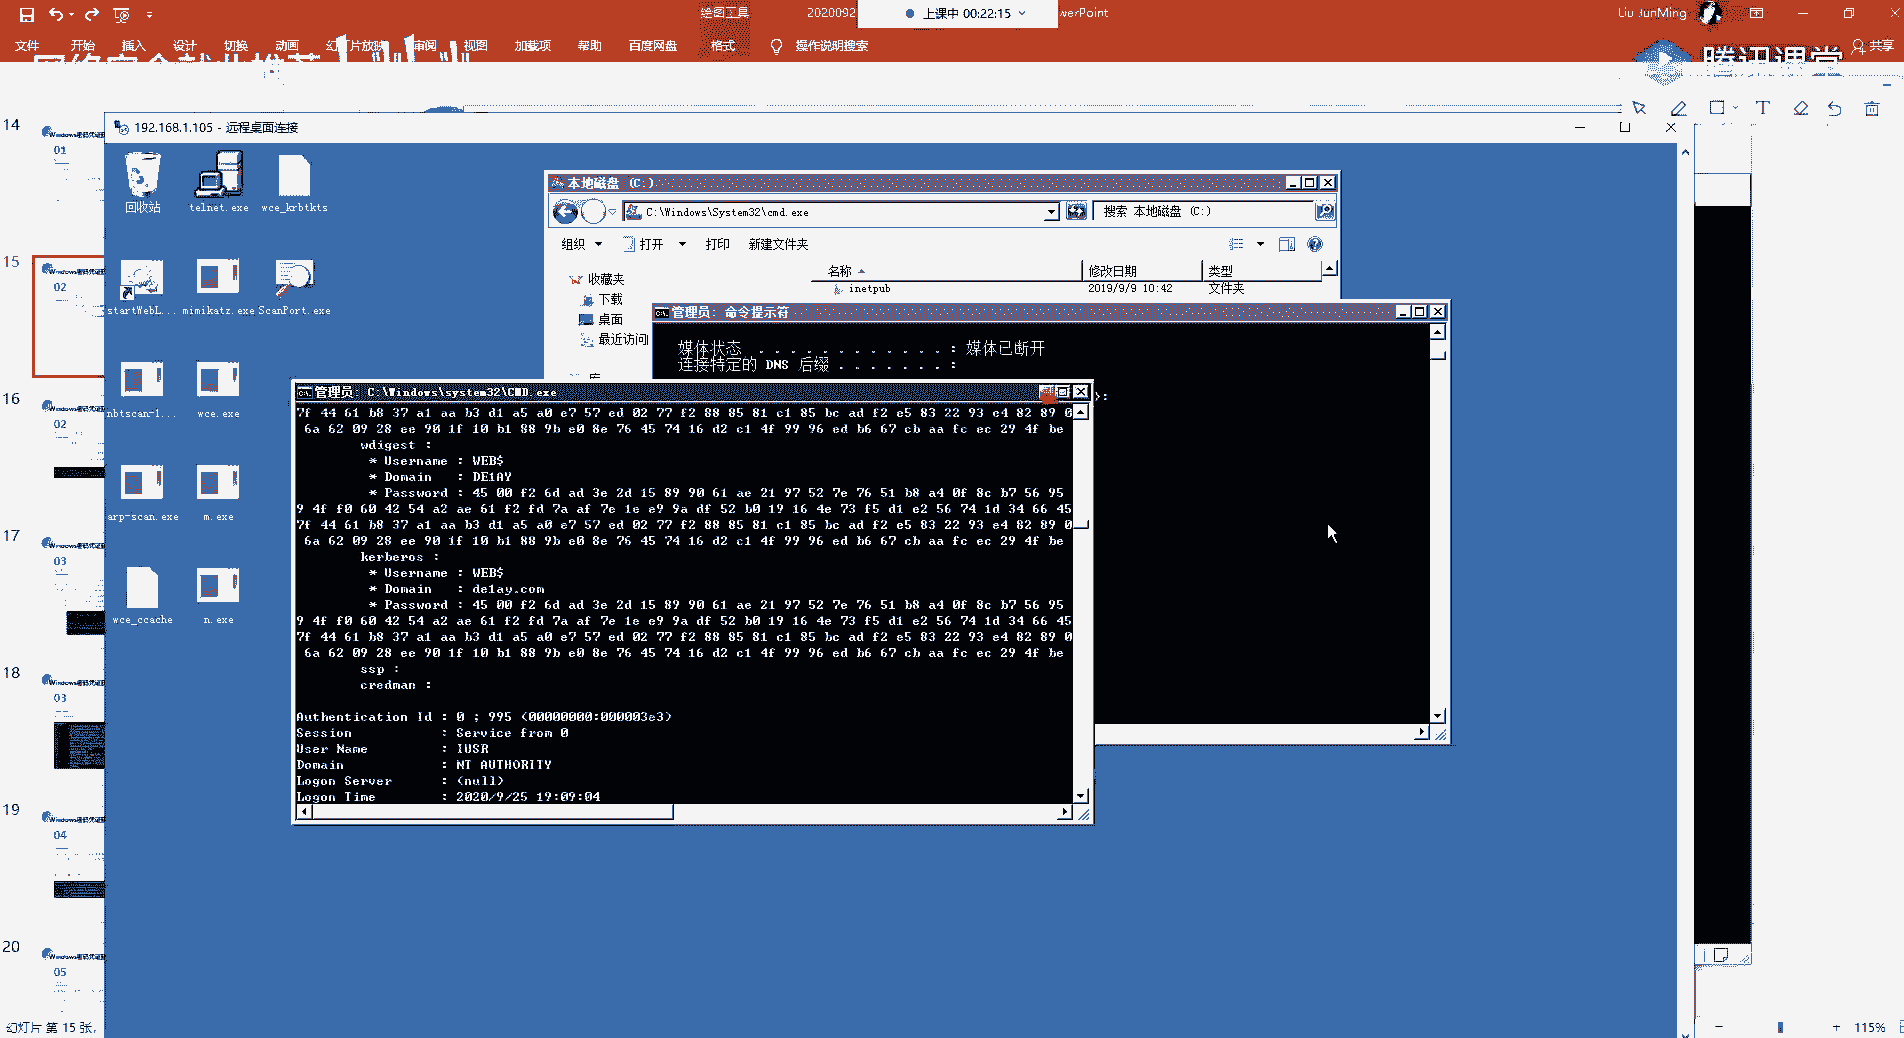 绘图工具
2020092
上课中 00:22:15
werPoint
Liu JunMing
文件 开始 插入 设计 切换 动画 幻灯片放映 审阅 视图 加载项 帮助 百度网盘 格式 操作说明搜索
共享
腾讯课堂
14
01
15
02
16
02
17
03
18
03
19
04
20
05
192.168.1.105 - 远程桌面连接
回收站
telnet.exe
wce_krbtkts
startWebL...
mimikatz.exe
ScanPort.exe
nbtscan-1...
wce.exe
arp-scan.exe
m.exe
wce_ccache
n.exe
本地磁盘 (C:)
C:\Windows\System32\cmd.exe
搜索 本地磁盘 (C:)
组织 打开 打印 新建文件夹
收藏夹
下载
桌面
最近访问
库
名称 修改日期 类型
inetpub 2019/9/9 10:42 文件夹
管理员: 命令提示符
媒体状态 . . . . . . . . . . . . : 媒体已断开
连接特定的 DNS 后缀 . . . . . . . :
管理员: C:\Windows\system32\CMD.exe
7f 44 61 b8 37 a1 aa b3 d1 a5 a0 e7 57 ed 02 77 f2 88 85 81 c1 85 bc ad f2 e5 83 22 93 e4 82 89 0
6a 62 09 28 ee 90 1f 10 b1 88 9b e0 8e 76 45 74 16 d2 c1 4f 99 96 ed b6 67 cb aa fc ec 29 4f be
wdigest :
* Username : WEB$
* Domain : DE1AY
* Password : 45 00 f2 6d ad 3e 2d 15 89 90 61 ae 21 97 52 7e 76 51 b8 a4 0f 8c b7 56 95
9 4f f0 60 42 54 a2 ae 61 f2 fd 7a af 7e 1e e9 9a df 52 b0 19 16 4e 73 f5 d1 e2 56 74 1d 34 66 45
7f 44 61 b8 37 a1 aa b3 d1 a5 a0 e7 57 ed 02 77 f2 88 85 81 c1 85 bc ad f2 e5 83 22 93 e4 82 89 0
6a 62 09 28 ee 90 1f 10 b1 88 9b e0 8e 76 45 74 16 d2 c1 4f 99 96 ed b6 67 cb aa fc ec 29 4f be
kerberos :
* Username : WEB$
* Domain : de1ay.com
* Password : 45 00 f2 6d ad 3e 2d 15 89 90 61 ae 21 97 52 7e 76 51 b8 a4 0f 8c b7 56 95
9 4f f0 60 42 54 a2 ae 61 f2 fd 7a af 7e 1e e9 9a df 52 b0 19 16 4e 73 f5 d1 e2 56 74 1d 34 66 45
7f 44 61 b8 37 a1 aa b3 d1 a5 a0 e7 57 ed 02 77 f2 88 85 81 c1 85 bc ad f2 e5 83 22 93 e4 82 89 0
6a 62 09 28 ee 90 1f 10 b1 88 9b e0 8e 76 45 74 16 d2 c1 4f 99 96 ed b6 67 cb aa fc ec 29 4f be
ssp :
credman :
Authentication Id : 0 ; 995 (00000000:000003e3)
Session : Service from 0
User Name : IUSR
Domain : NT AUTHORITY
Logon Server : (null)
Logon Time : 2020/9/25 19:09:04
幻灯片 第 15 张,
115%